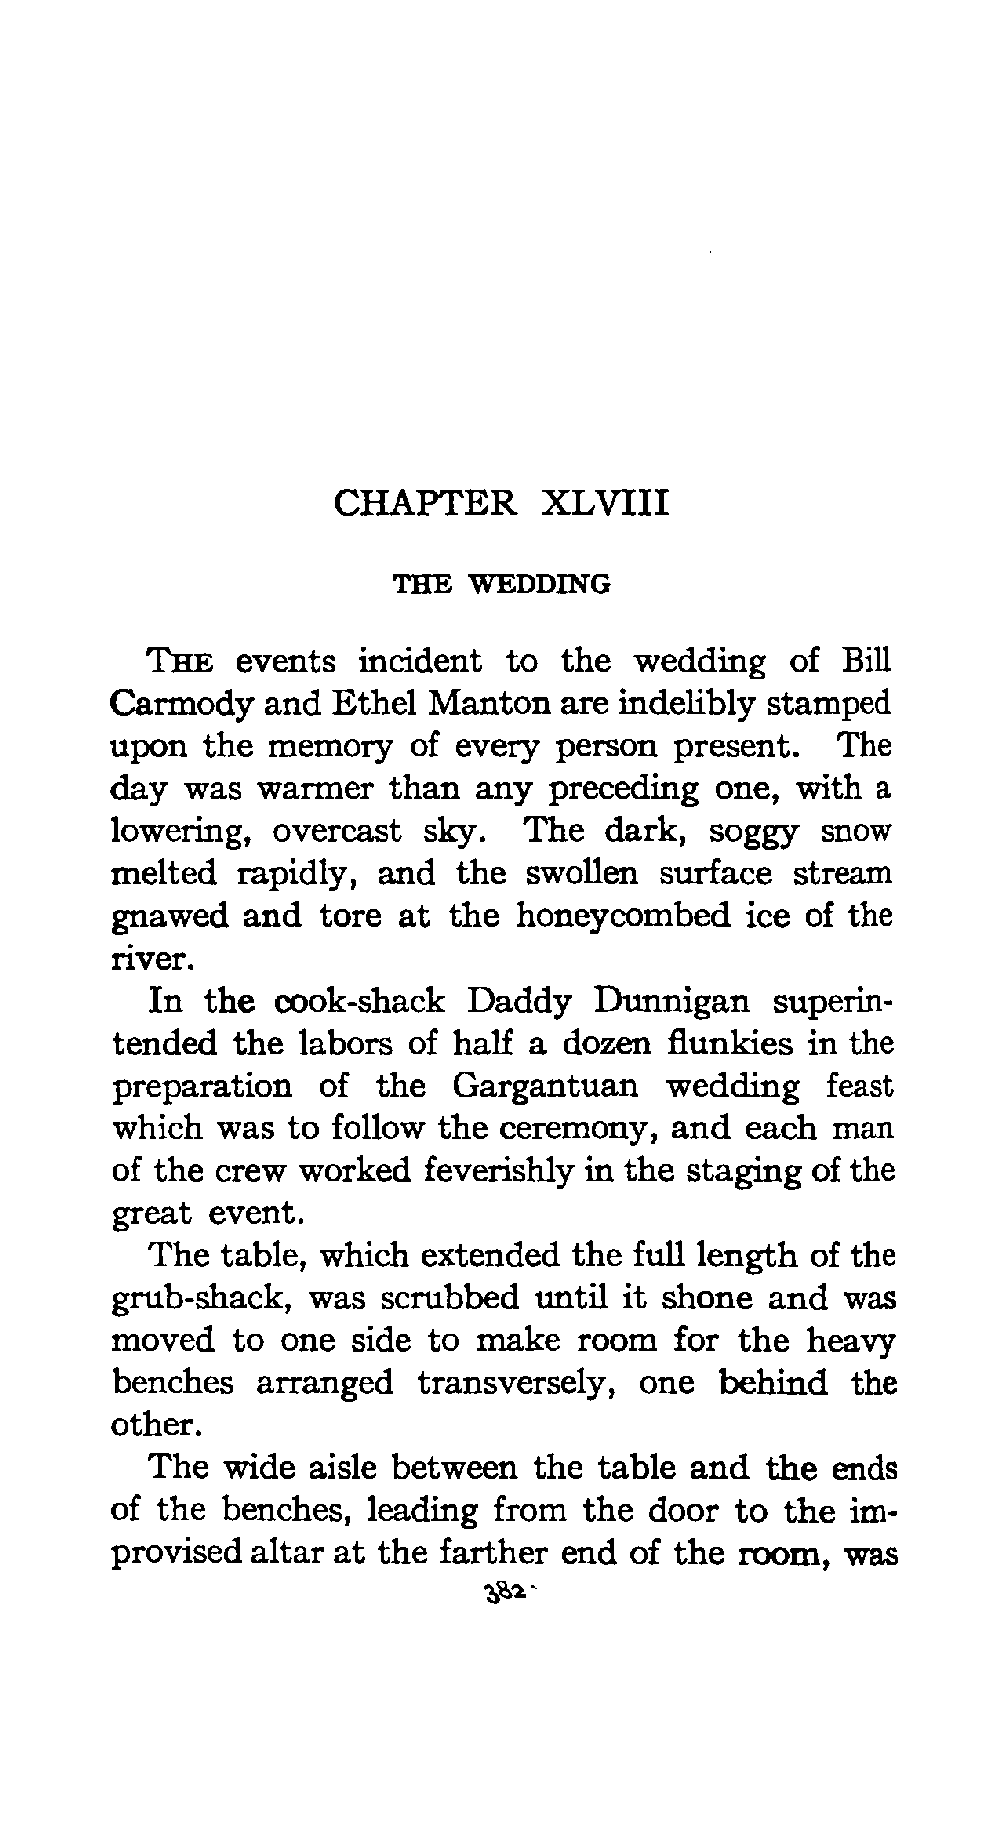 CHAPTER XLVIII
THE WEDDING
THE events incident to the wedding of Bill
Carmody and Ethel Manton are indelibly stamped
upon the memory of every person present. The
day was warmer than any preceding one, with a
lowering, overcast sky. The dark, soggy snow
melted rapidly, and the swollen surface stream
gnawed and tore at the honeycombed ice of the
river.
In the cook-shack Daddy Dunnigan superin-
tended the labors of half a dozen flunkies in the
preparation of the Gargantuan wedding feast
which was to follow the ceremony, and each man
of the crew worked feverishly in the staging of the
great event.
The table, which extended the full length of the
grub-shack, was scrubbed until it shone and was
moved to one side to make room for the heavy
benches arranged transversely, one behind the
other.
The wide aisle between the table and the ends
of the benches, leading from the door to the im-
provised altar at the farther end of the room, was
382